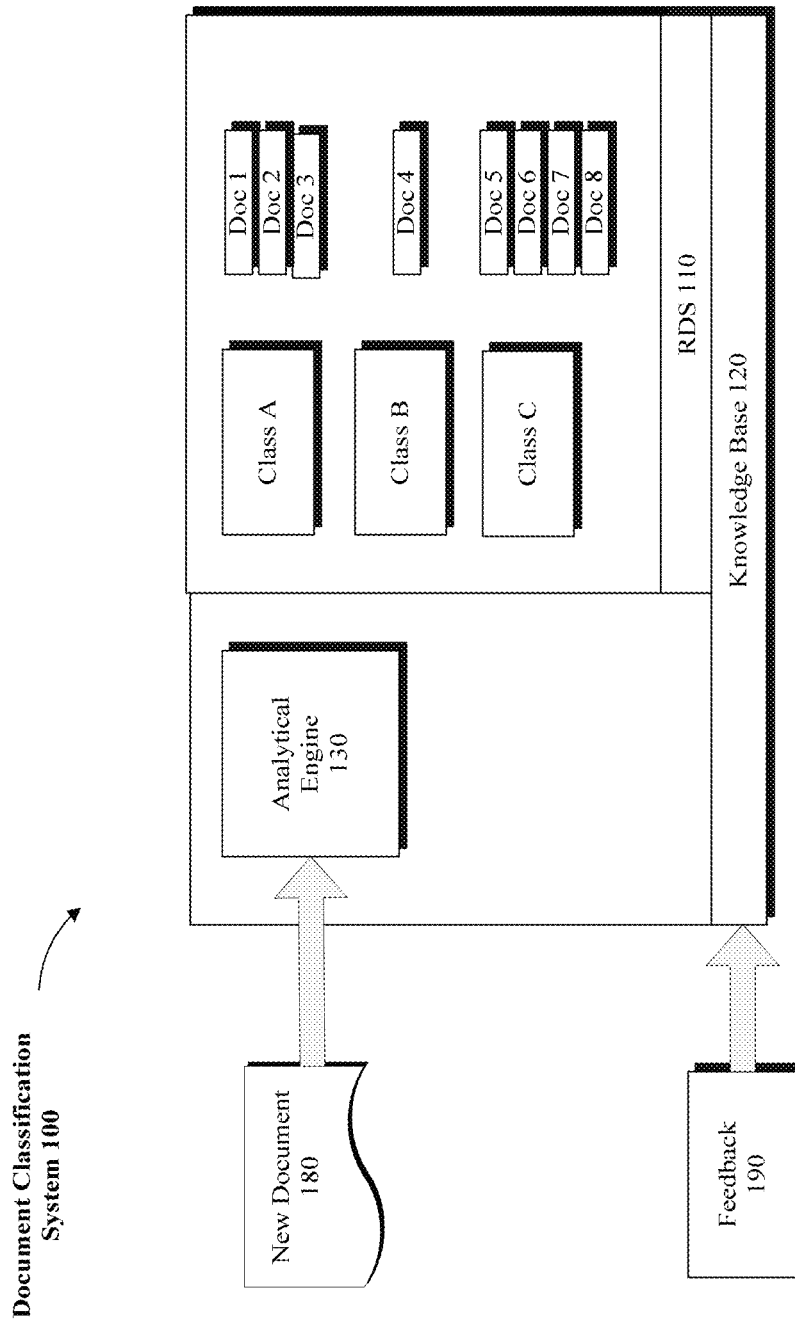 Document Classification
System 100
New Document
180
Feedback
190
Analytical
Engine
130
Class A
Class B
Class C
Doc 1
Doc 2
Doc 3
Doc 4
Doc 5
Doc 6
Doc 7
Doc 8
RDS 110
Knowledge Base 120